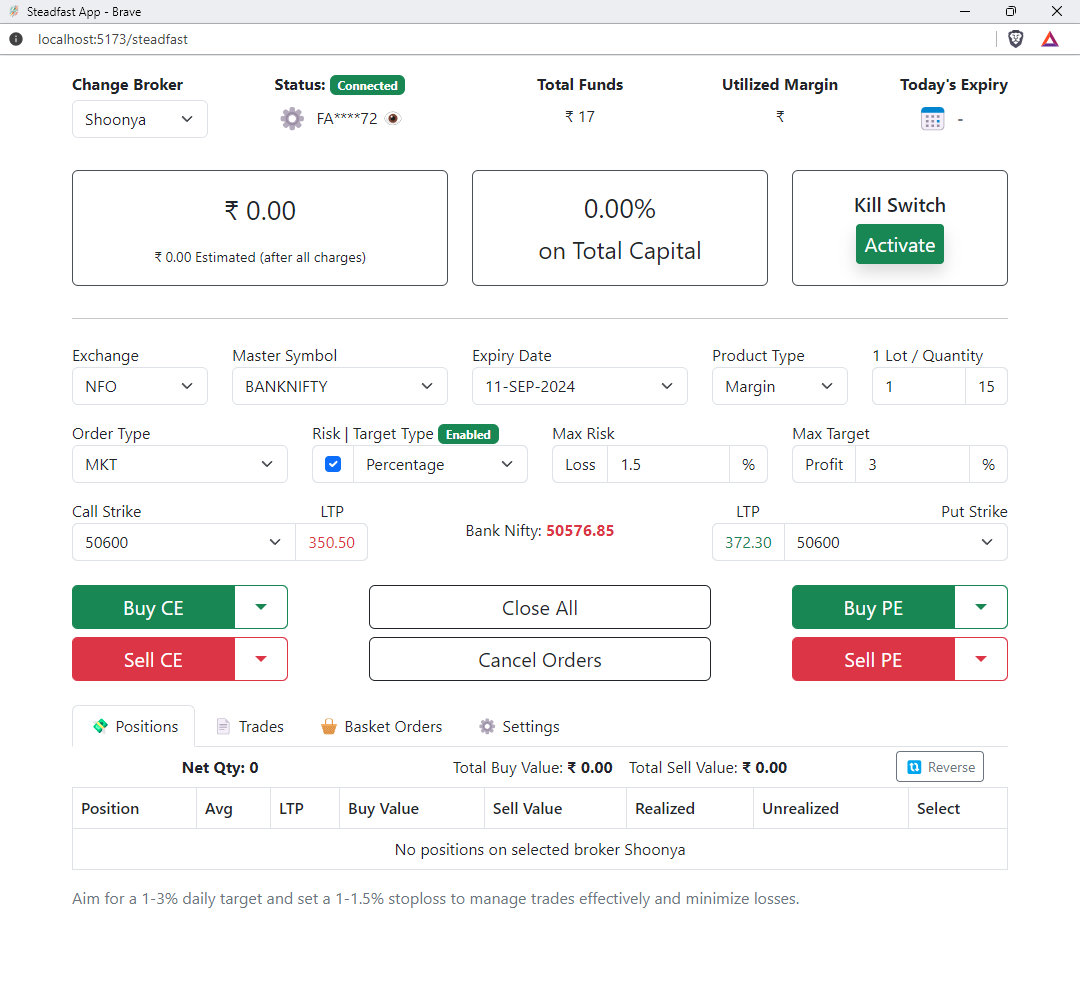 Steadfast App - Brave
localhost:5173/steadfast
Change Broker Status: Connected Total Funds Utilized Margin Today's Expiry
Shoonya FA****72 ₹ 17 ₹ -
₹ 0.00 0.00% Kill Switch
₹ 0.00 Estimated (after all charges) on Total Capital Activate
Exchange Master Symbol Expiry Date Product Type 1 Lot / Quantity
NFO BANKNIFTY 11-SEP-2024 Margin 1 15
Order Type Risk | Target Type Enabled Max Risk Max Target
MKT Percentage Loss 1.5 % Profit 3 %
Call Strike LTP LTP Put Strike
50600 350.50 Bank Nifty: 50576.85 372.30 50600
Buy CE Close All Buy PE
Sell CE Cancel Orders Sell PE
Positions Trades Basket Orders Settings
Net Qty: 0 Total Buy Value: ₹ 0.00 Total Sell Value: ₹ 0.00 Reverse
Position Avg LTP Buy Value Sell Value Realized Unrealized Select
No positions on selected broker Shoonya
Aim for a 1-3% daily target and set a 1-1.5% stoploss to manage trades effectively and minimize losses.